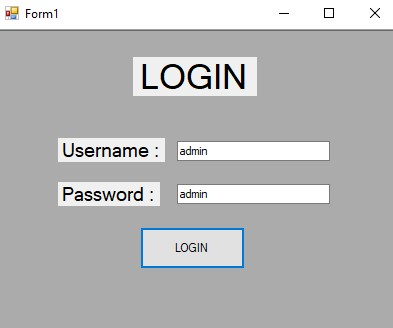 Form1
LOGIN
Username : admin
Password : admin
LOGIN